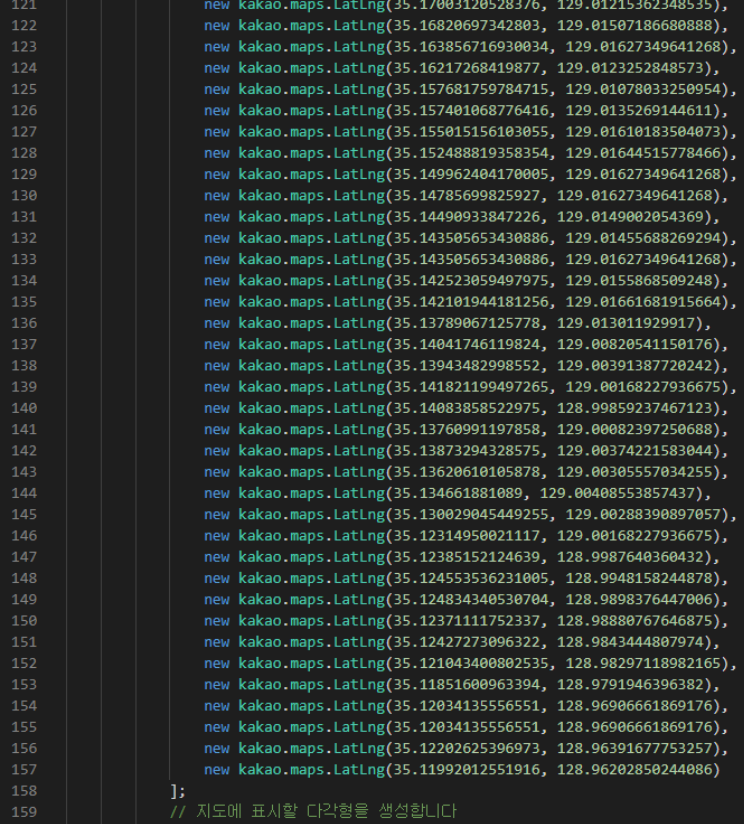 121 new kakao.maps.LatLng(35.17003120528376, 129.01215362348535),
122 new kakao.maps.LatLng(35.16820697342803, 129.01507186680888),
123 new kakao.maps.LatLng(35.163856716930034, 129.01627349641268),
124 new kakao.maps.LatLng(35.16217268419877, 129.0123252848573),
125 new kakao.maps.LatLng(35.157681759784715, 129.01078033250954),
126 new kakao.maps.LatLng(35.157401068776416, 129.0135269144611),
127 new kakao.maps.LatLng(35.155015156103055, 129.01610183504073),
128 new kakao.maps.LatLng(35.152488819358354, 129.01644515778466),
129 new kakao.maps.LatLng(35.149962404170005, 129.01627349641268),
130 new kakao.maps.LatLng(35.14785699825927, 129.01627349641268),
131 new kakao.maps.LatLng(35.14490933847226, 129.0149002054369),
132 new kakao.maps.LatLng(35.143505653430886, 129.01455688269294),
133 new kakao.maps.LatLng(35.143505653430886, 129.01627349641268),
134 new kakao.maps.LatLng(35.142523059497975, 129.0155868509248),
135 new kakao.maps.LatLng(35.142101944181256, 129.01661681915664),
136 new kakao.maps.LatLng(35.13789067125778, 129.013011929917),
137 new kakao.maps.LatLng(35.14041746119824, 129.00820541150176),
138 new kakao.maps.LatLng(35.13943482998552, 129.00391387720242),
139 new kakao.maps.LatLng(35.141821199497265, 129.00168227936675),
140 new kakao.maps.LatLng(35.14083858522975, 128.99859237467123),
141 new kakao.maps.LatLng(35.13760991197858, 129.00082397250688),
142 new kakao.maps.LatLng(35.13873294328575, 129.00374221583044),
143 new kakao.maps.LatLng(35.13620610105878, 129.00305557034255),
144 new kakao.maps.LatLng(35.134661881089, 129.00408553857437),
145 new kakao.maps.LatLng(35.130029045449255, 129.00288390897057),
146 new kakao.maps.LatLng(35.12314950021117, 129.00168227936675),
147 new kakao.maps.LatLng(35.12385152124639, 128.9987640360432),
148 new kakao.maps.LatLng(35.124553536231005, 128.9948158244878),
149 new kakao.maps.LatLng(35.124834340530704, 128.9898376447006),
150 new kakao.maps.LatLng(35.12371111752337, 128.98880767646875),
151 new kakao.maps.LatLng(35.12427273096322, 128.9843444807974),
152 new kakao.maps.LatLng(35.121043400802535, 128.98297118982165),
153 new kakao.maps.LatLng(35.11851600963394, 128.9791946396382),
154 new kakao.maps.LatLng(35.12034135556551, 128.96906661869176),
155 new kakao.maps.LatLng(35.12034135556551, 128.96906661869176),
156 new kakao.maps.LatLng(35.12202625396973, 128.96391677753257),
157 new kakao.maps.LatLng(35.11992012551916, 128.96202850244086)
158 ];
159 // 지도에 표시할 다각형을 생성합니다